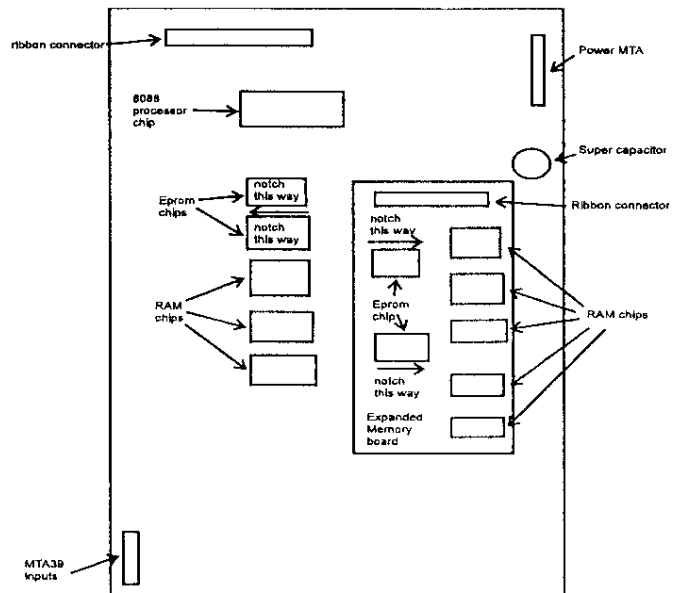 ribbon connector
Power MTA
8088
processor
chip
Super capacitor
Eprom
chips
notch
this way
notch
this way
Ribbon connector
notch
this way
RAM
chips
Eprom
chips
RAM chips
notch
this way
Expanded
Memory
board
MTA39
Inputs